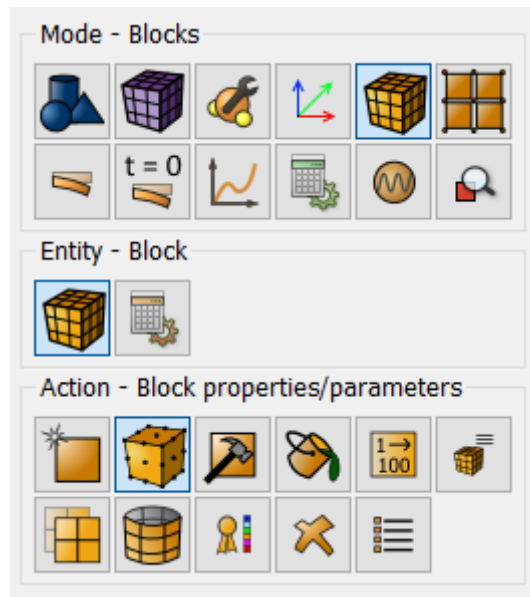 Mode - Blocks
t = 0
Entity - Block
Action - Block properties/parameters
1→
100